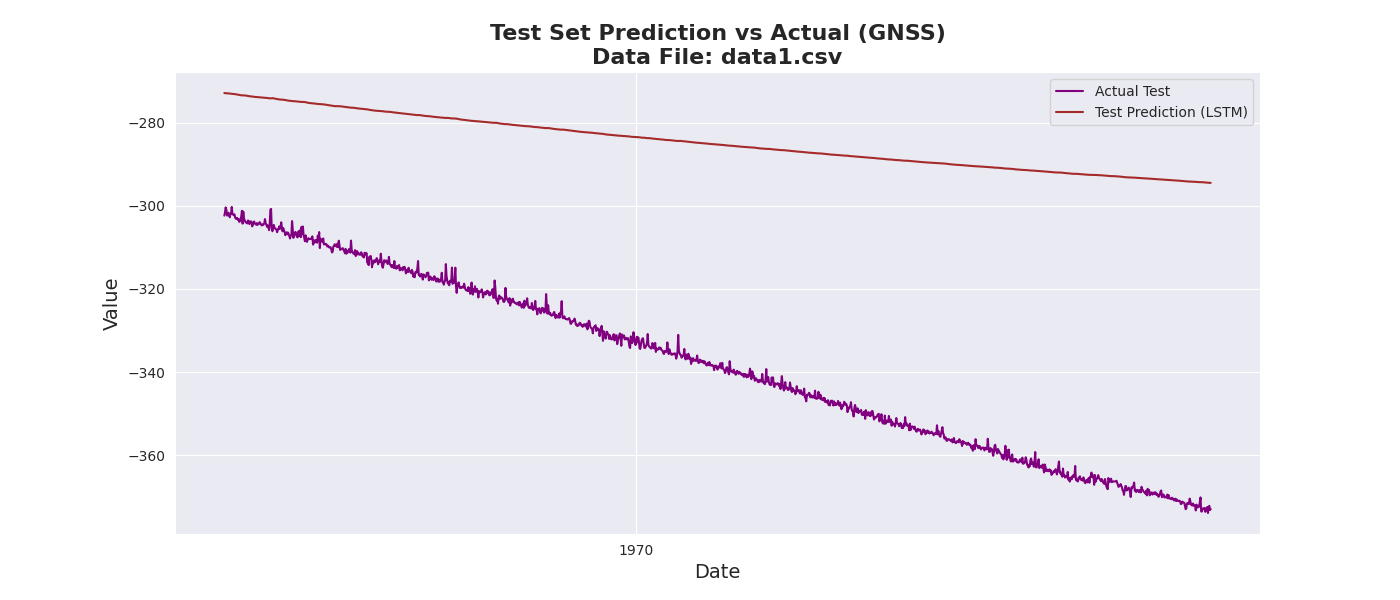 Test Set Prediction vs Actual (GNSS)
Data File: data1.csv
Actual Test
Test Prediction (LSTM)
−280
−300
−320
−340
−360
Value
1970
Date